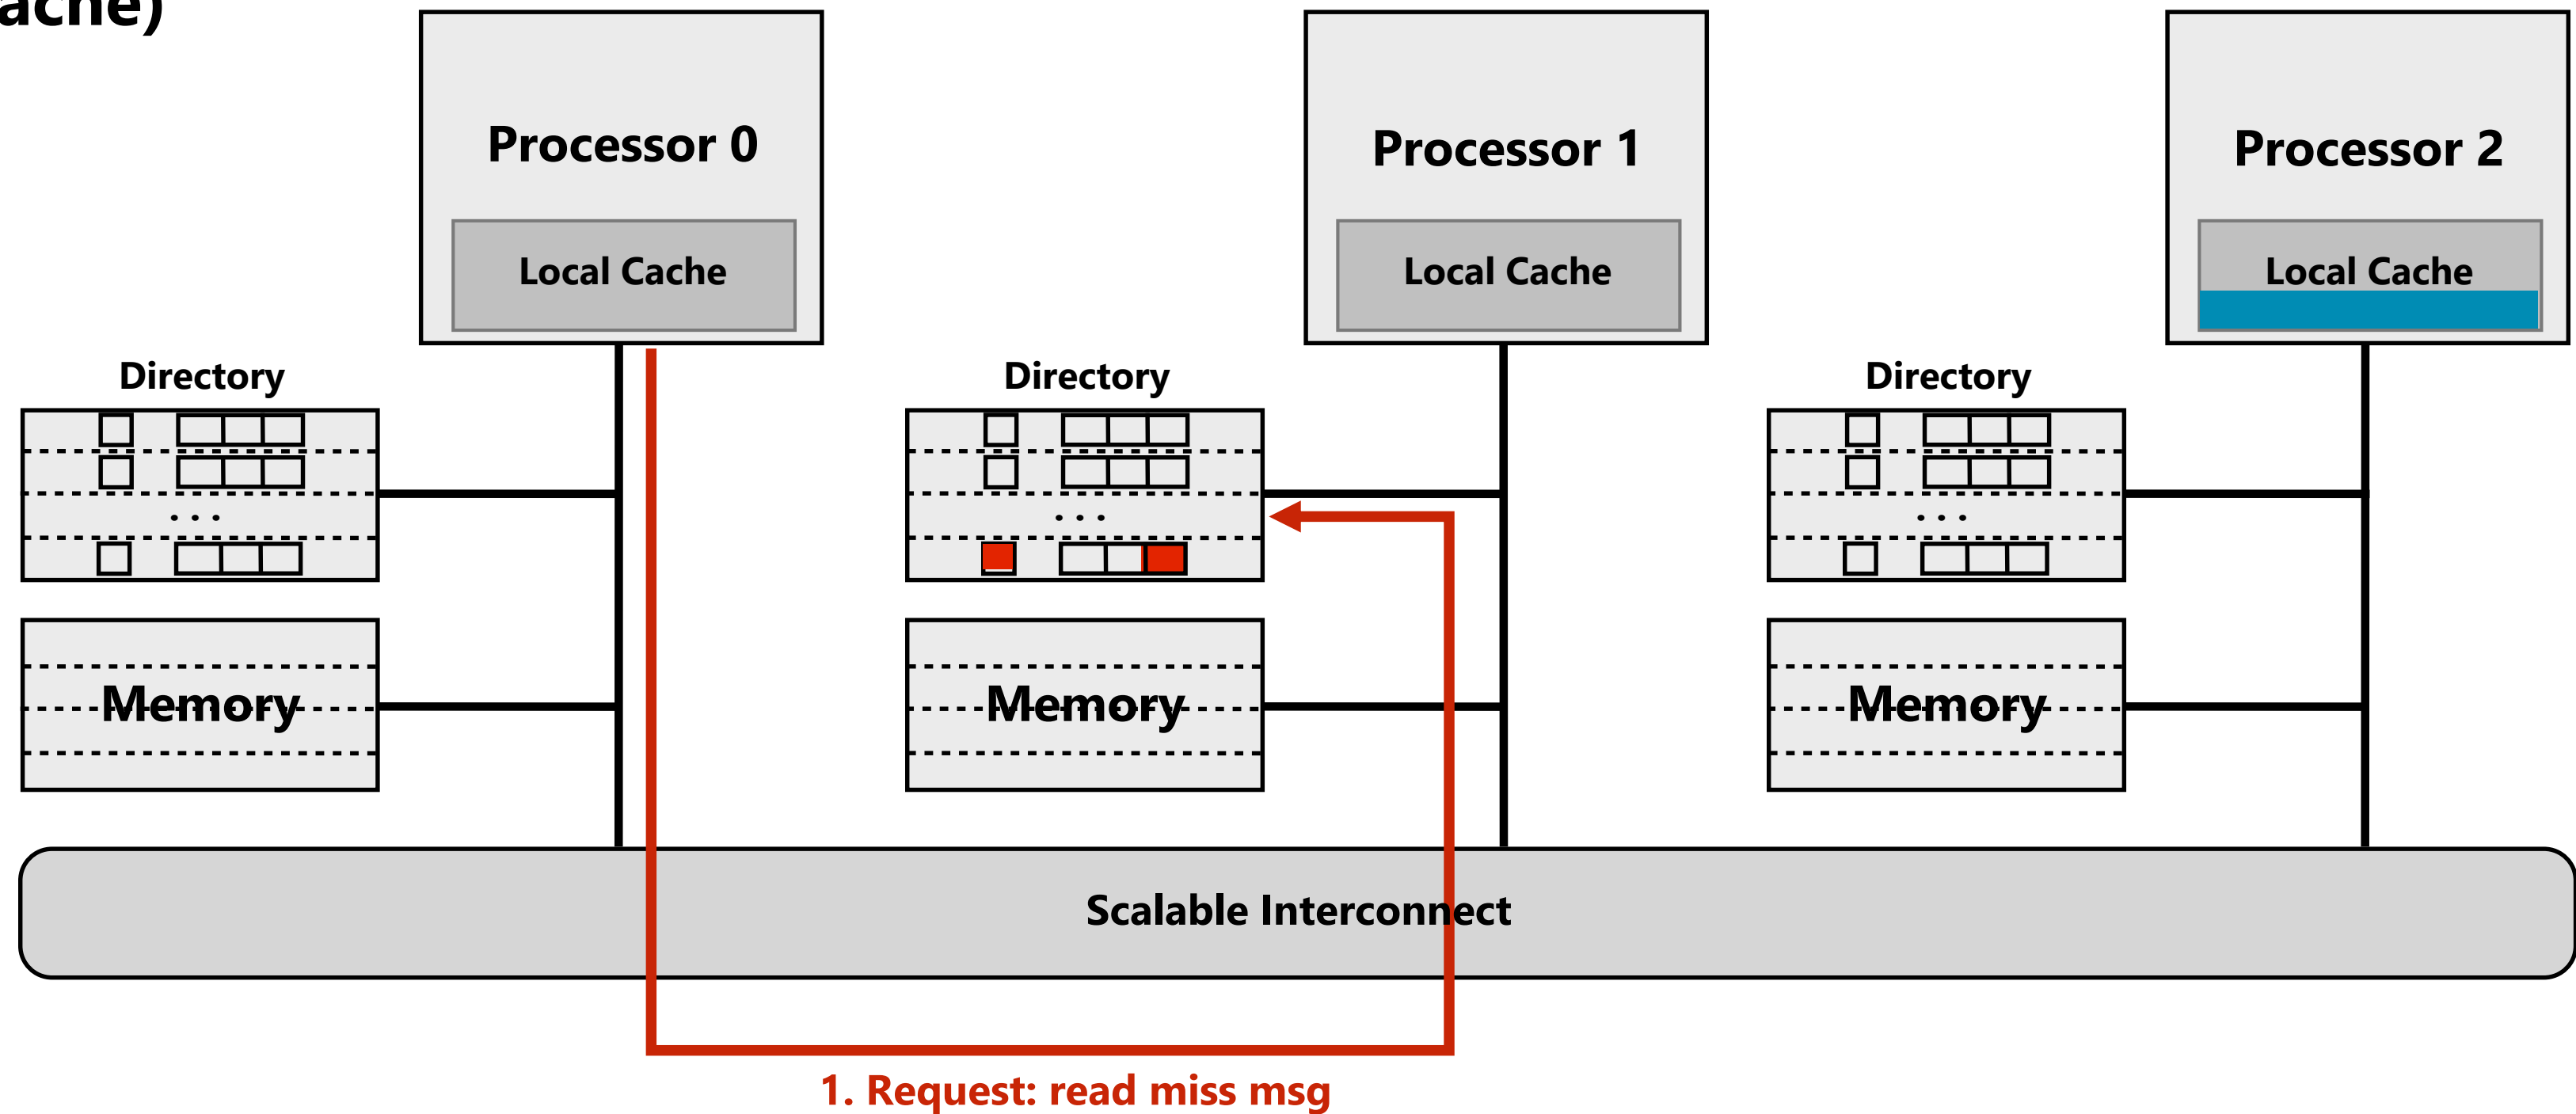 ache)
Processor 0
Local Cache
Processor 1
Local Cache
Processor 2
Local Cache
Directory
Directory
Directory
. . .
. . .
. . .
Memory
Memory
Memory
Scalable Interconnect
1. Request: read miss msg